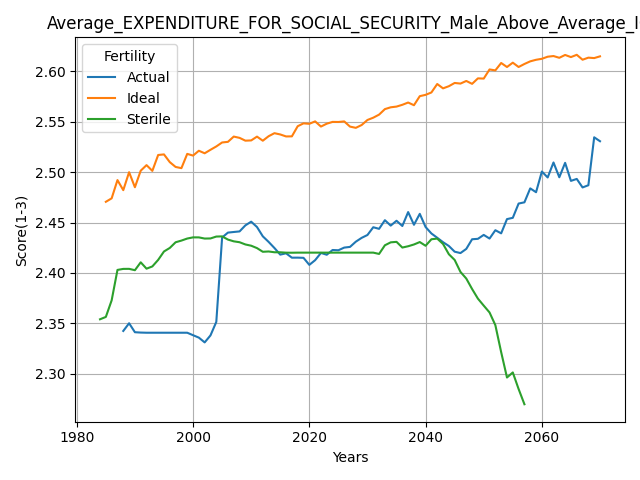 Average_EXPENDITURE_FOR_SOCIAL_SECURITY_Male_Above_Average_I
Fertility
Actual
Ideal
Sterile
Score(1-3)
2.60
2.55
2.50
2.45
2.40
2.35
2.30
1980
2000
2020
2040
2060
Years